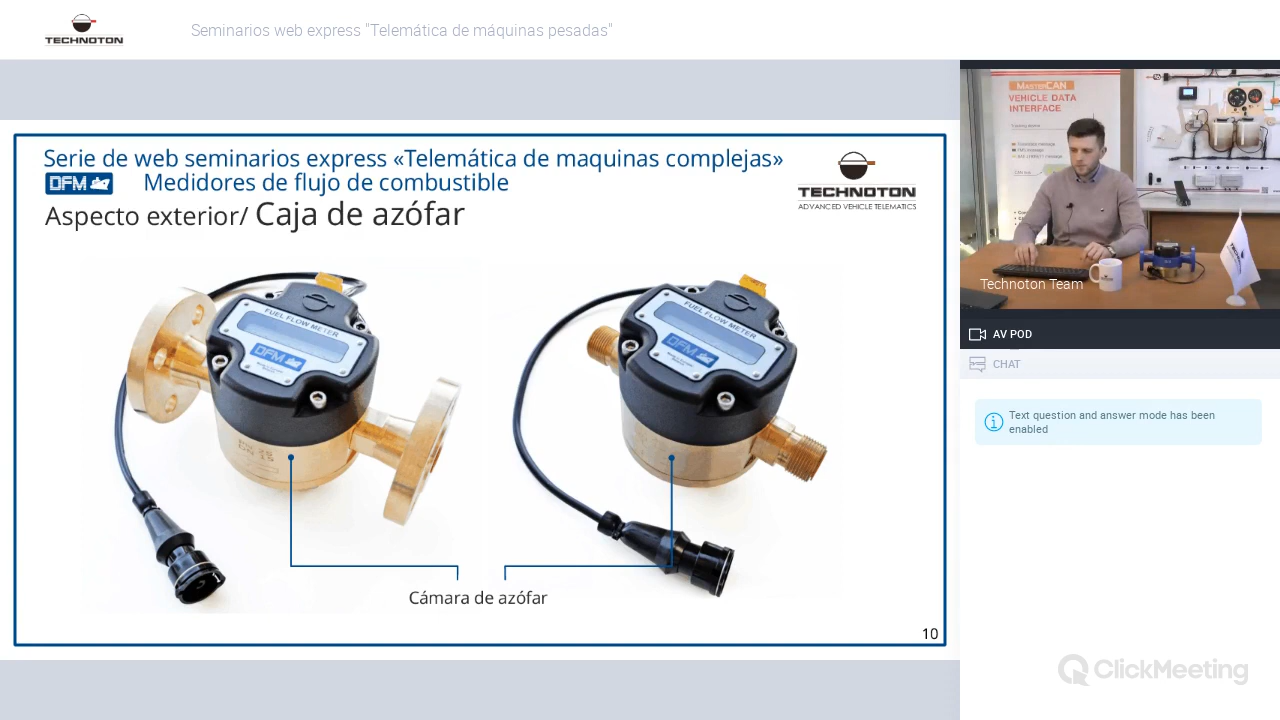 TECHNOTON
Seminarios web express "Telemática de máquinas pesadas"
Serie de web seminarios express «Telemática de maquinas complejas»
DFM Medidores de flujo de combustible
Aspecto exterior/ Caja de azófar
TECHNOTON
ADVANCED VEHICLE TELEMATICS
FUEL FLOW METER
DFM
FUEL FLOW METER
DFM
Cámara de azófar
10
MASTERCAN
VEHICLE DATA
INTERFACE
Technoton Team
AV POD
CHAT
Text question and answer mode has been
enabled
ClickMeeting